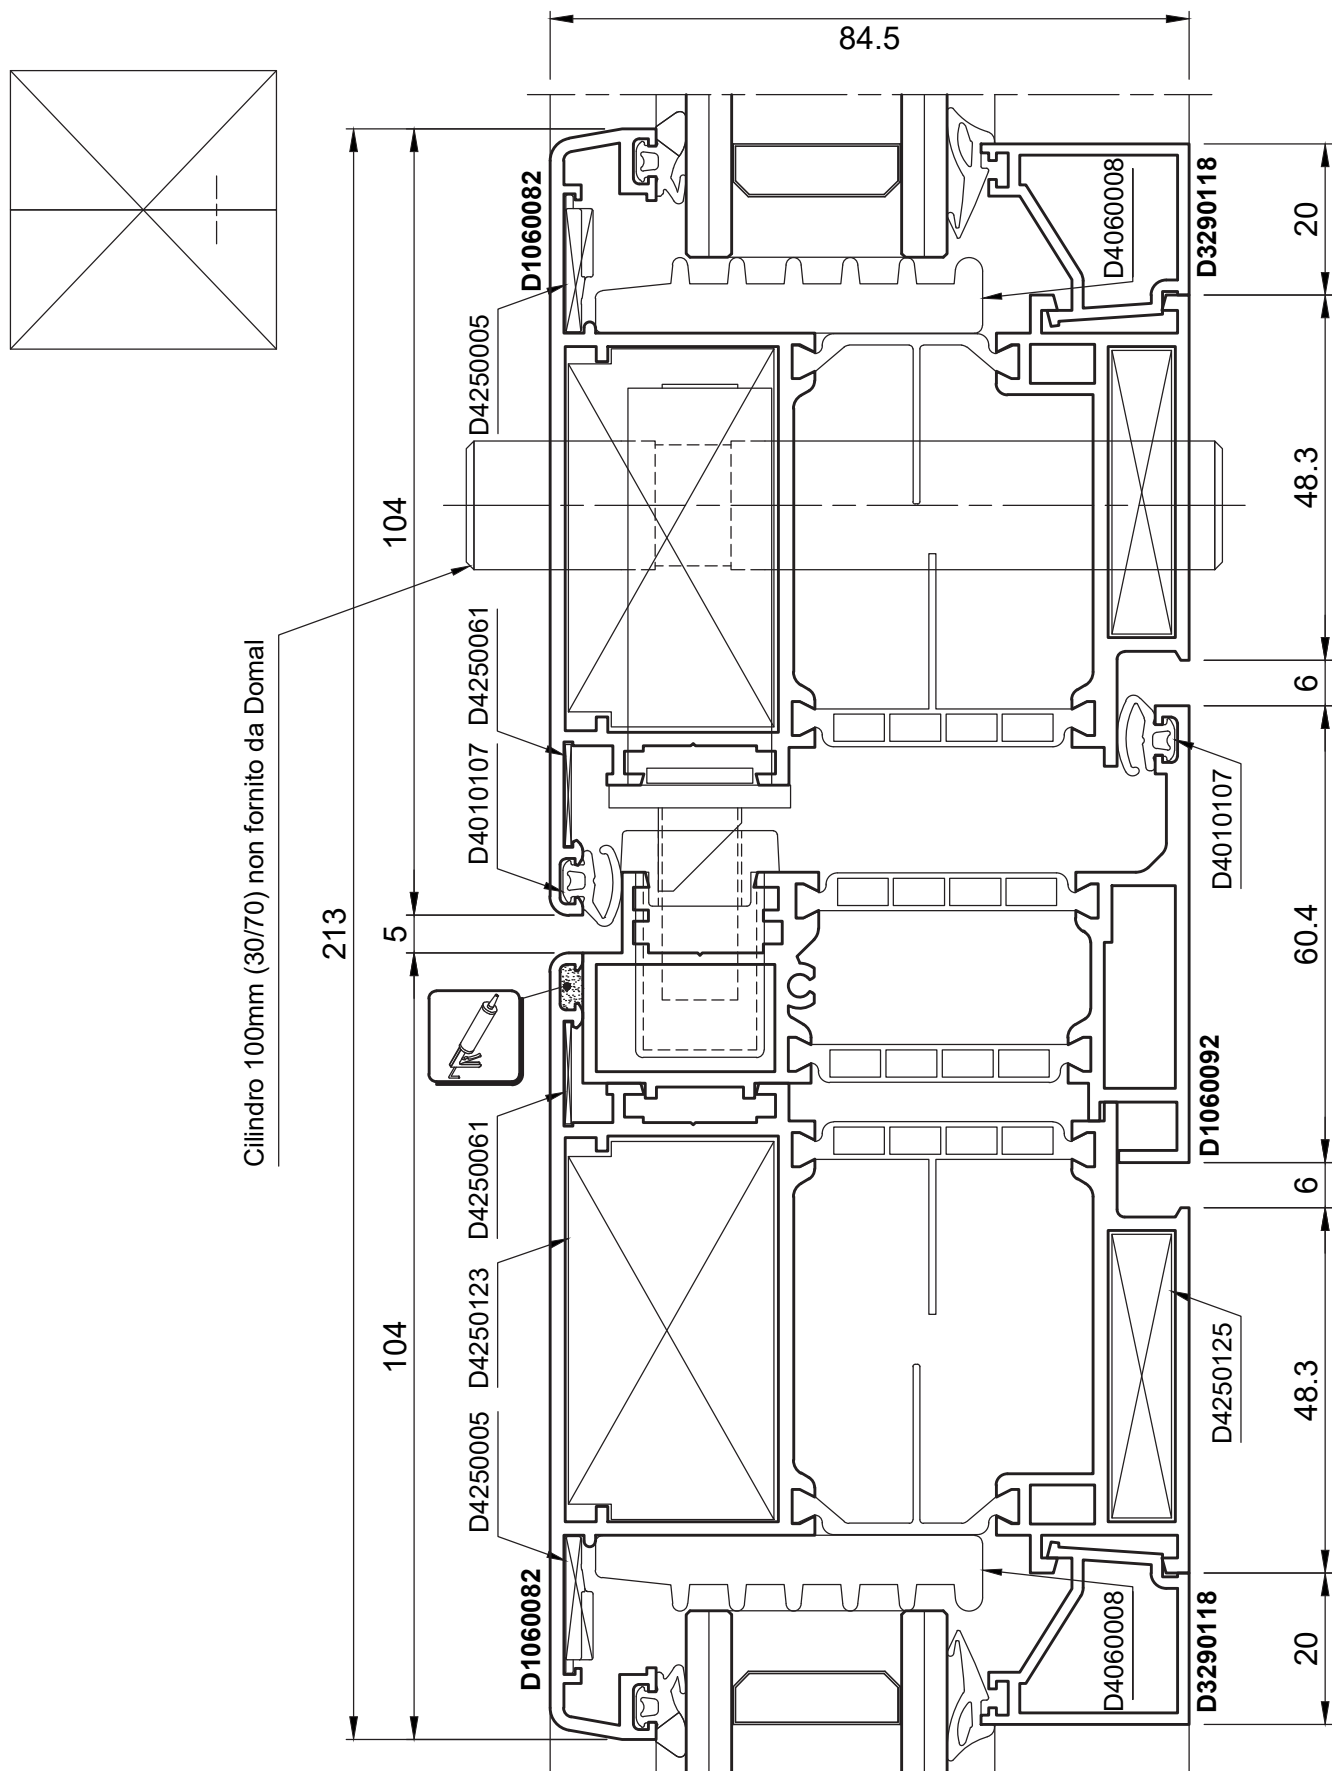 84.5
Cilindro 100mm (30/70) non fornito da Domal
213
104
5
104
D4250005
D4250061
D4010107
D4250061
D4250123
D4250005
D1060082
D1060082
D4060008
D3290118
D4010107
D1060092
D4250125
D4060008
D3290118
20
48.3
6
60.4
6
48.3
20